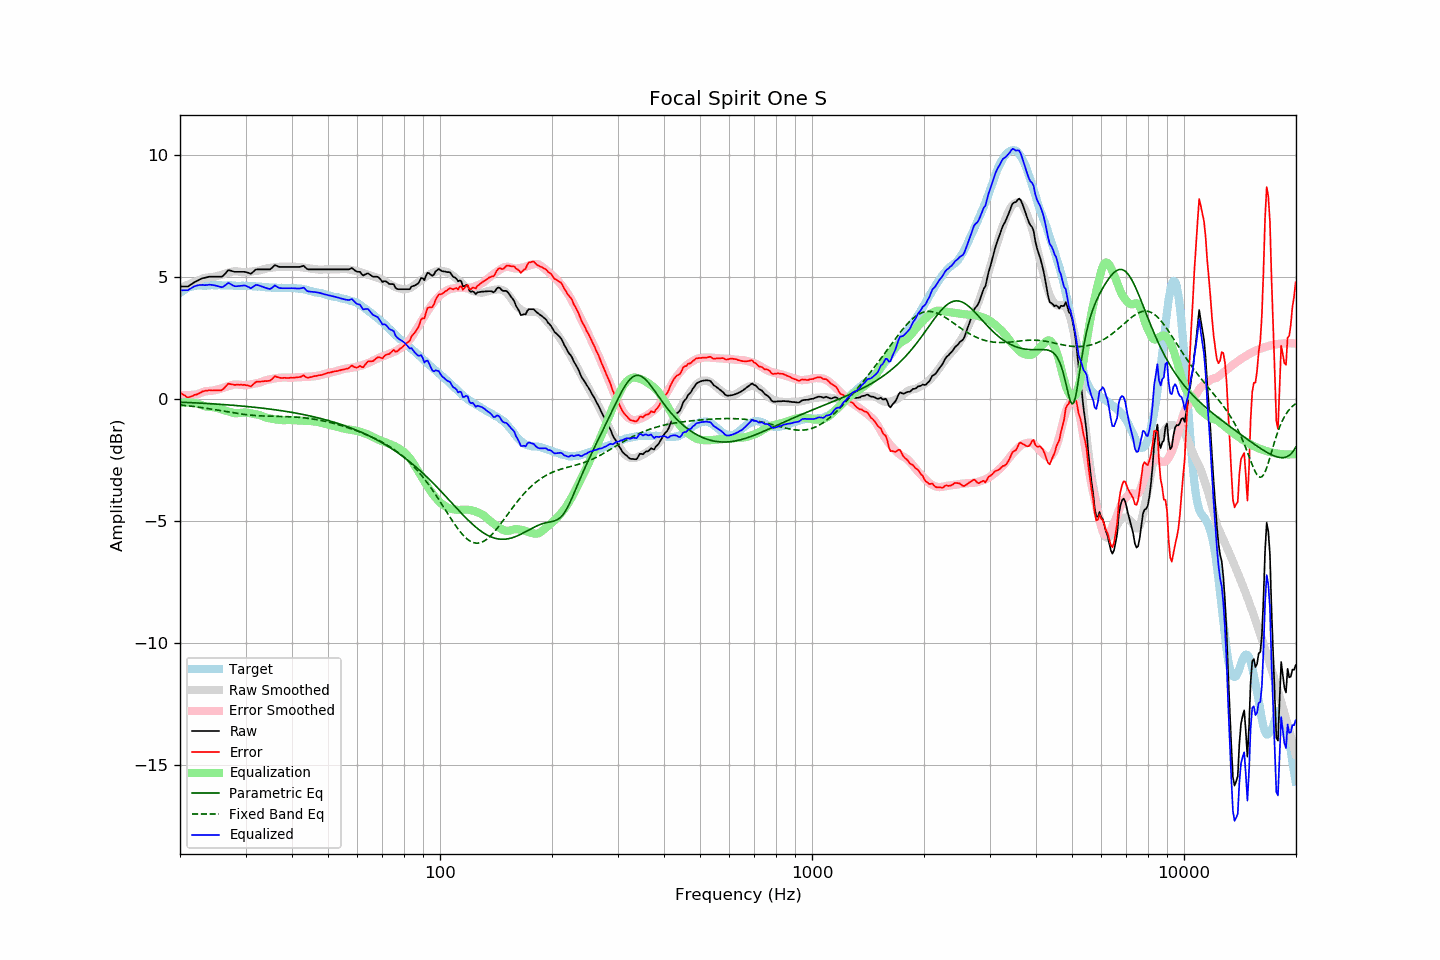 Focal Spirit One S
10
5
0
−5
−10
−15
Amplitude (dBr)
Target
Raw Smoothed
Error Smoothed
Raw
Error
Equalization
Parametric Eq
Fixed Band Eq
Equalized
100 1000 10000
Frequency (Hz)